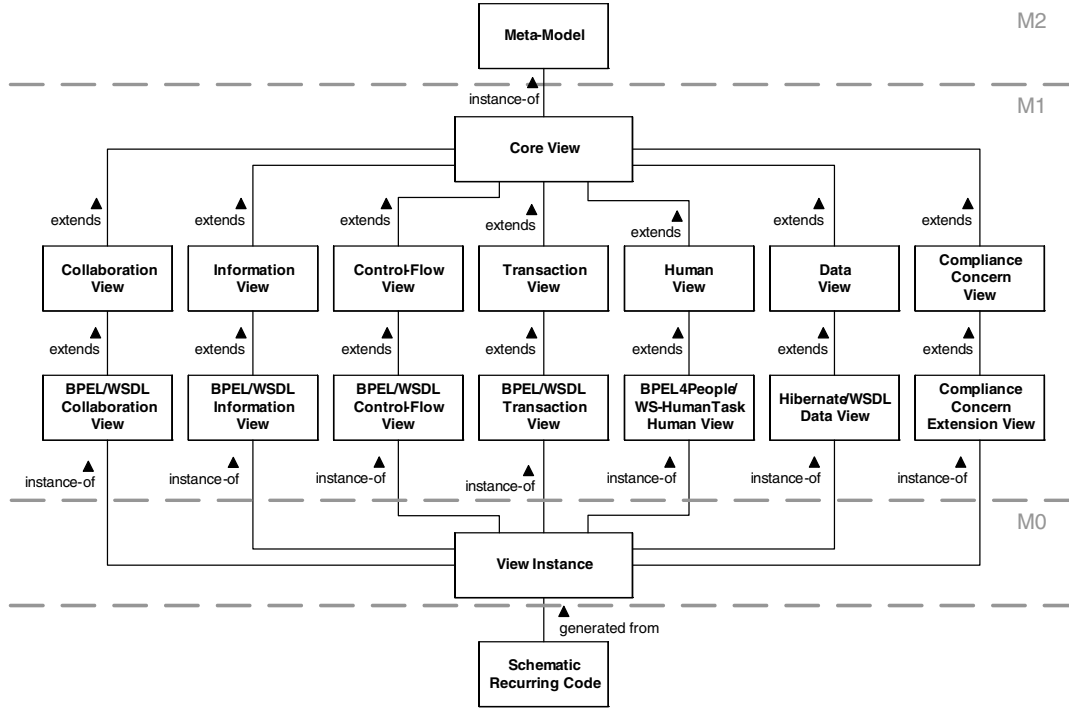 M2
Meta-Model
instance-of
M1
Core View
extends
extends
extends
extends
extends
extends
extends
Collaboration
View
Information
View
Control-Flow
View
Transaction
View
Human
View
Data
View
Compliance
Concern
View
extends
extends
extends
extends
extends
extends
extends
BPEL/WSDL
Collaboration
View
BPEL/WSDL
Information
View
BPEL/WSDL
Control-Flow
View
BPEL/WSDL
Transaction
View
BPEL4People/
WS-HumanTask
Human View
Hibernate/WSDL
Data View
Compliance
Concern
Extension View
instance-of
instance-of
instance-of
instance-of
instance-of
instance-of
instance-of
M0
View Instance
generated from
Schematic
Recurring Code